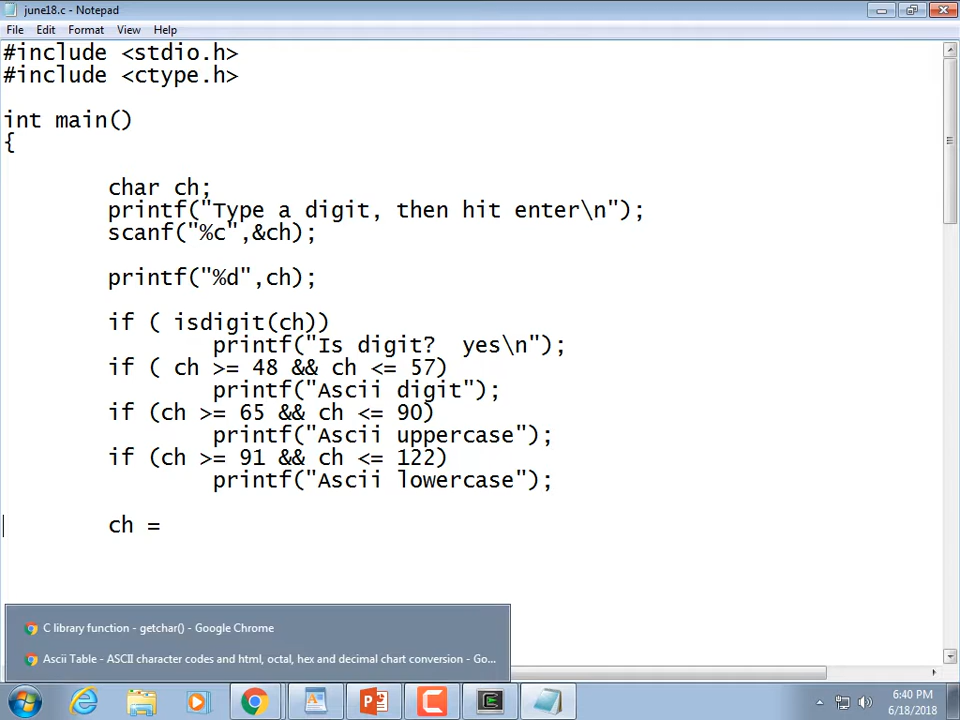 june18.c - Notepad
File Edit Format View Help
#include <stdio.h>
#include <ctype.h>
int main()
{
char ch;
printf("Type a digit, then hit enter\n");
scanf("%c",&ch);
printf("%d",ch);
if ( isdigit(ch))
printf("Is digit?  yes\n");
if ( ch >= 48 && ch <= 57)
printf("Ascii digit");
if (ch >= 65 && ch <= 90)
printf("Ascii uppercase");
if (ch >= 91 && ch <= 122)
printf("Ascii lowercase");
ch =
C library function - getchar() - Google Chrome
Ascii Table - ASCII character codes and html, octal, hex and decimal chart conversion - Go...
6:40 PM
6/18/2018